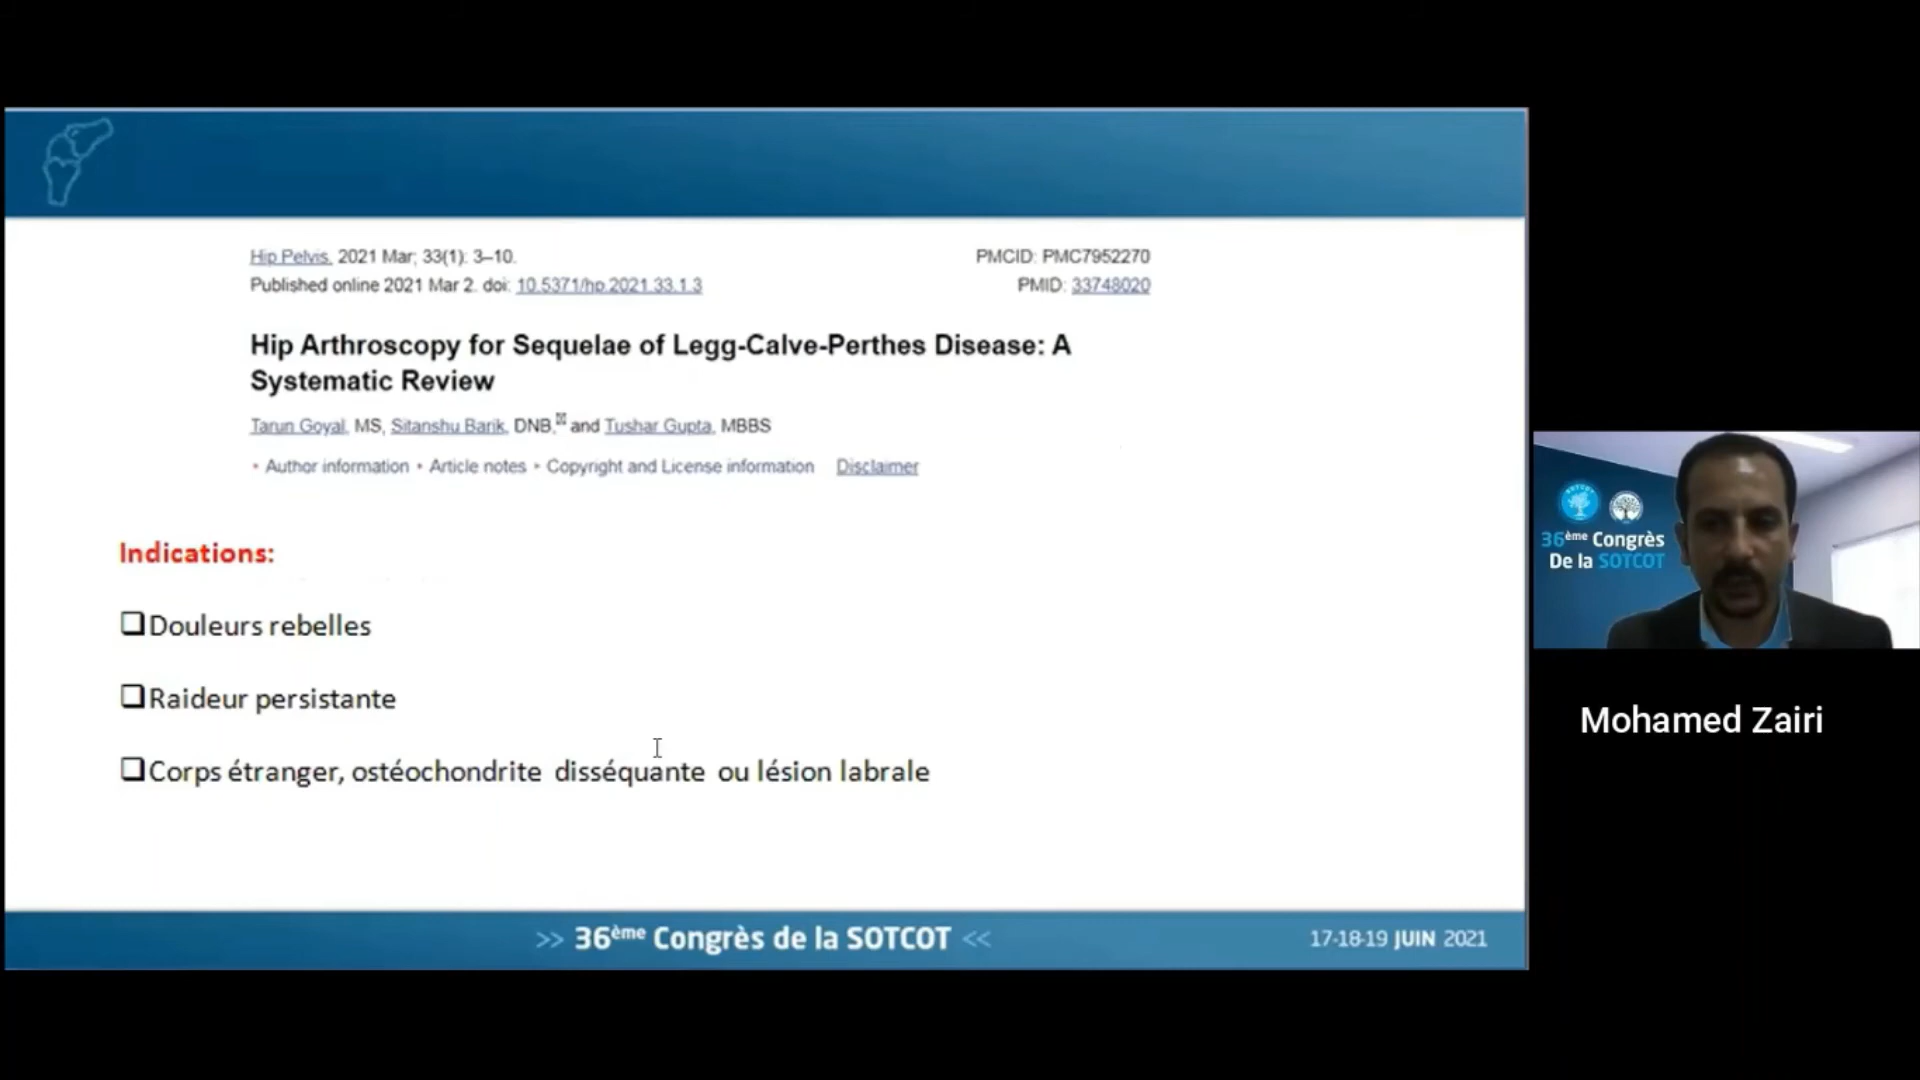 Hip Pelvis. 2021 Mar; 33(1): 3–10.
PMCID: PMC7952270
Published online 2021 Mar 2. doi: 10.5371/hp.2021.33.1.3
PMID: 33748020
Hip Arthroscopy for Sequelae of Legg-Calve-Perthes Disease: A
Systematic Review
Tarun Goyal, MS, Sitanshu Barik, DNB, and Tushar Gupta, MBBS
• Author information • Article notes • Copyright and License information Disclaimer
Indications:
❑Douleurs rebelles
❑Raideur persistante
❑Corps étranger, ostéochondrite disséquante ou lésion labrale
>> 36ème Congrès de la SOTCOT <<
17-18-19 JUIN 2021
36ème Congrès
De la SOTCOT
Mohamed Zairi